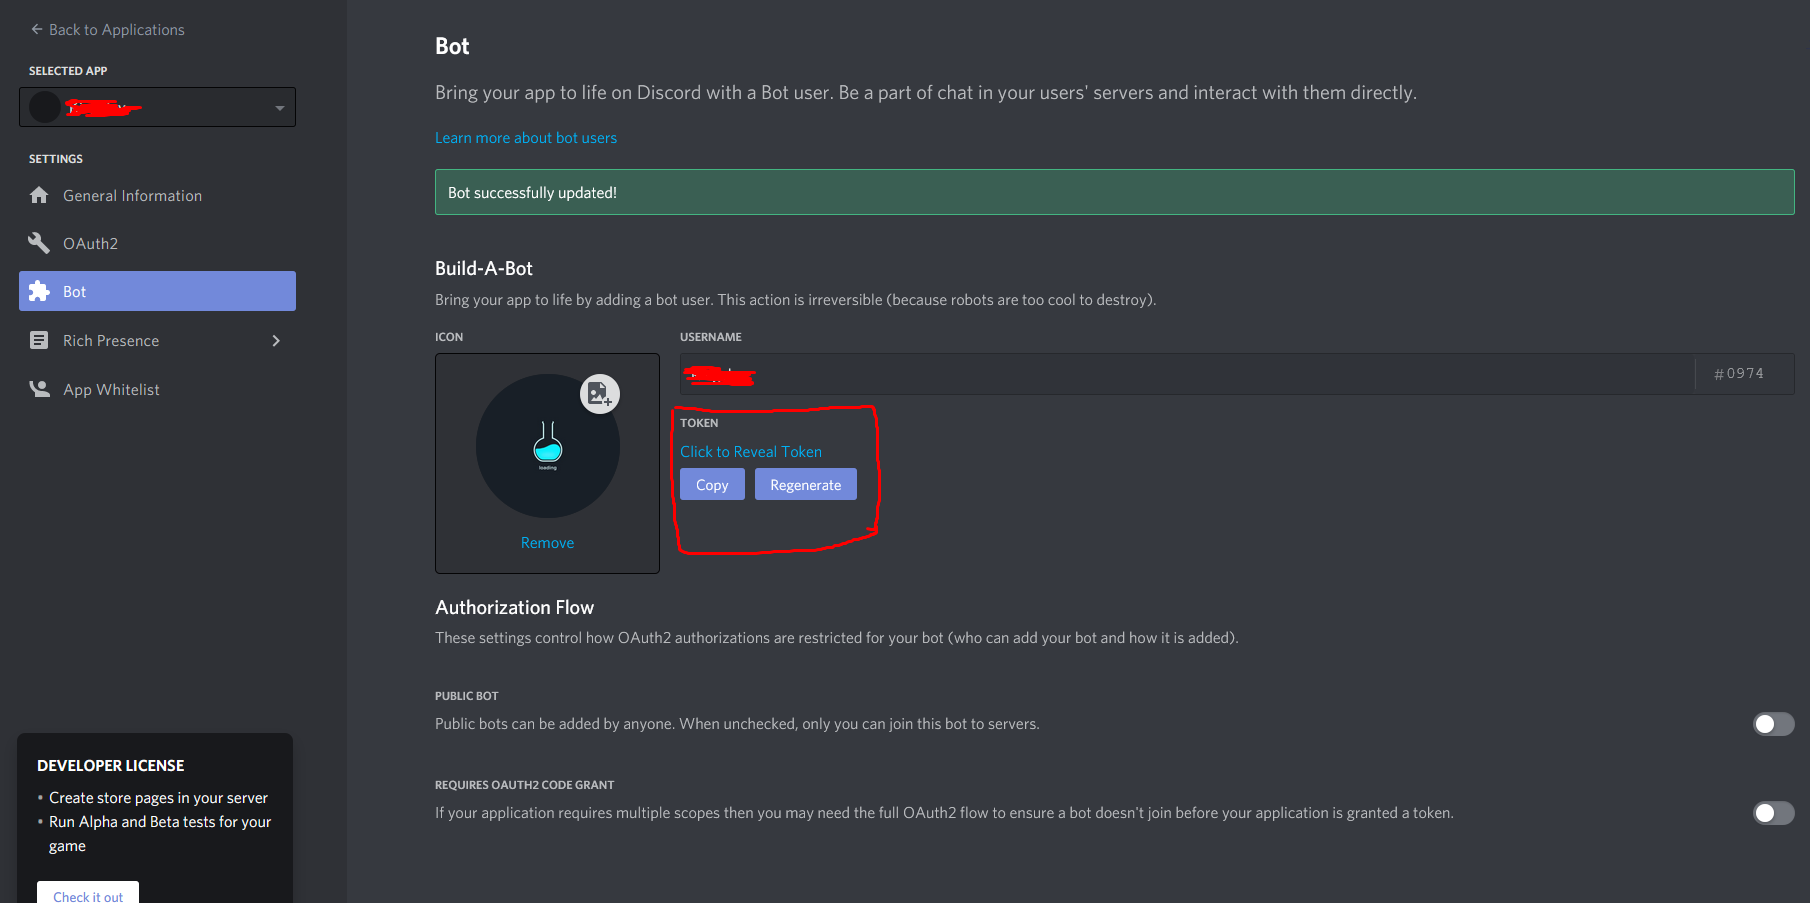 Back to Applications
SELECTED APP
SETTINGS
General Information
OAuth2
Bot
Rich Presence
App Whitelist
DEVELOPER LICENSE
• Create store pages in your server
• Run Alpha and Beta tests for your
game
Check it out
Bot
Bring your app to life on Discord with a Bot user. Be a part of chat in your users' servers and interact with them directly.
Learn more about bot users
Bot successfully updated!
Build-A-Bot
Bring your app to life by adding a bot user. This action is irreversible (because robots are too cool to destroy).
ICON
loading
Remove
USERNAME
#0974
TOKEN
Click to Reveal Token
Copy Regenerate
Authorization Flow
These settings control how OAuth2 authorizations are restricted for your bot (who can add your bot and how it is added).
PUBLIC BOT
Public bots can be added by anyone. When unchecked, only you can join this bot to servers.
REQUIRES OAUTH2 CODE GRANT
If your application requires multiple scopes then you may need the full OAuth2 flow to ensure a bot doesn't join before your application is granted a token.